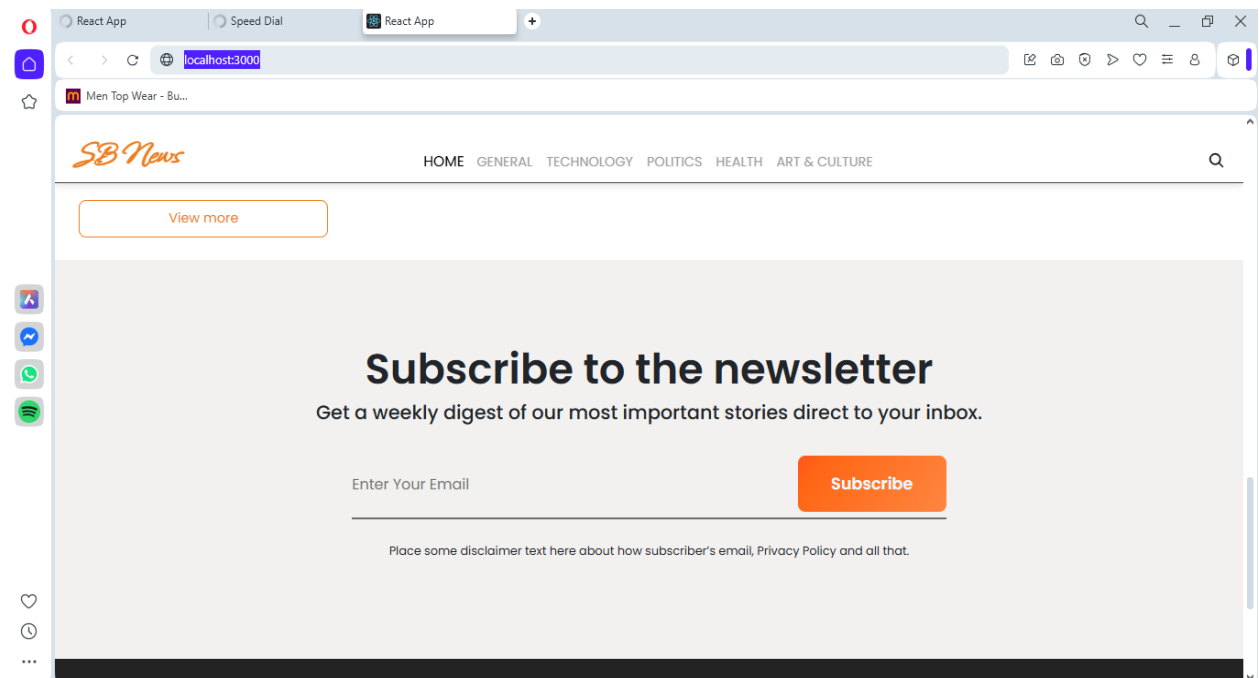 React App
Speed Dial
React App
localhost:3000
Men Top Wear - Bu...
SB News
HOME GENERAL TECHNOLOGY POLITICS HEALTH ART & CULTURE
View more
Subscribe to the newsletter
Get a weekly digest of our most important stories direct to your inbox.
Enter Your Email
Subscribe
Place some disclaimer text here about how subscriber’s email, Privacy Policy and all that.